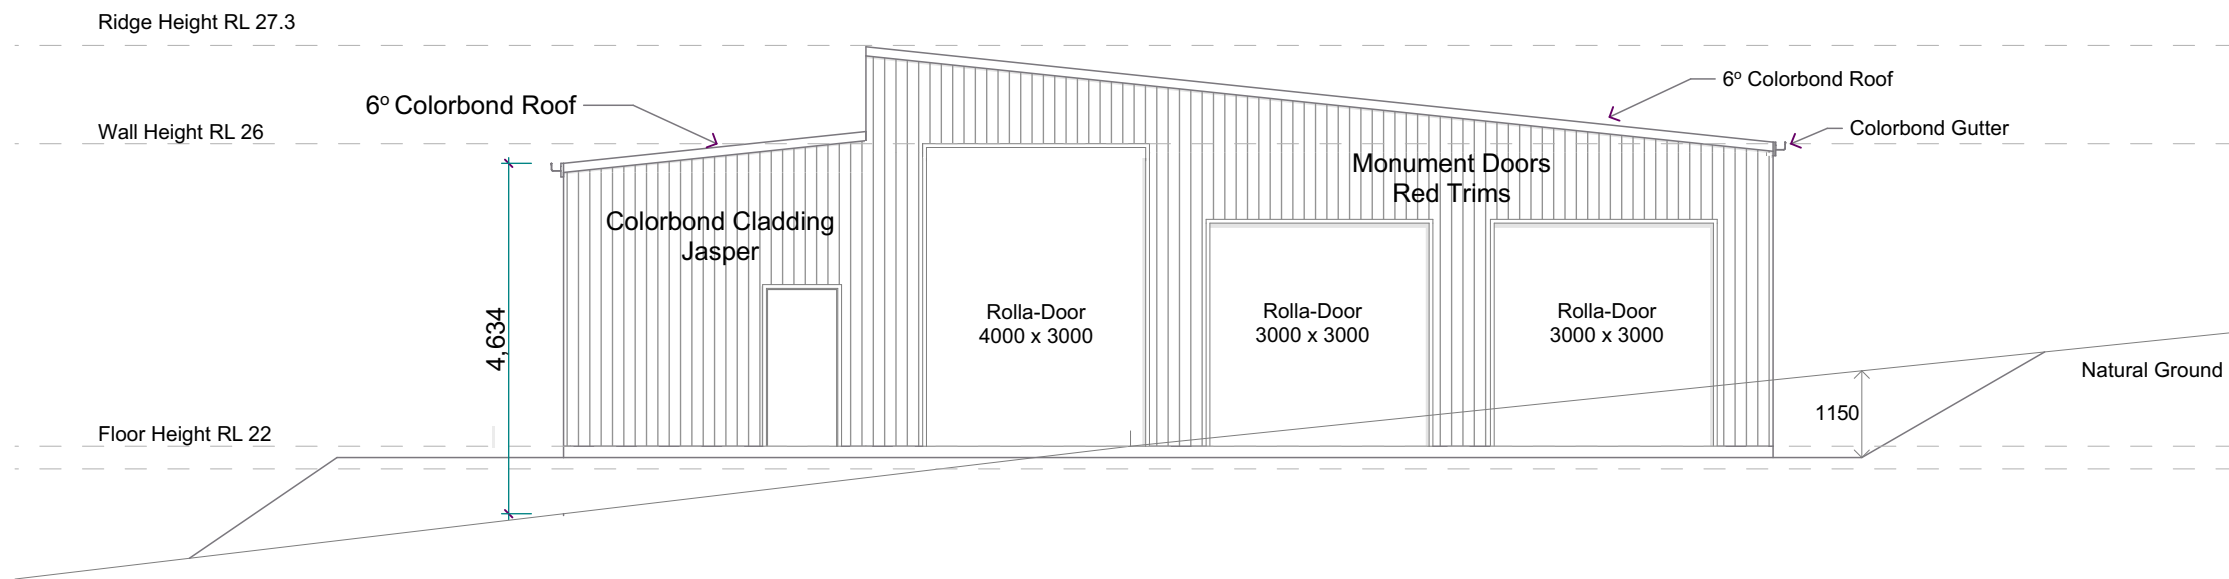 Ridge Height RL 27.3
6º Colorbond Roof
6º Colorbond Roof
Wall Height RL 26
Colorbond Gutter
Monument Doors
Red Trims
Colorbond Cladding
Jasper
4,634
Rolla-Door
4000 x 3000
Rolla-Door
3000 x 3000
Rolla-Door
3000 x 3000
Natural Ground
1150
Floor Height RL 22